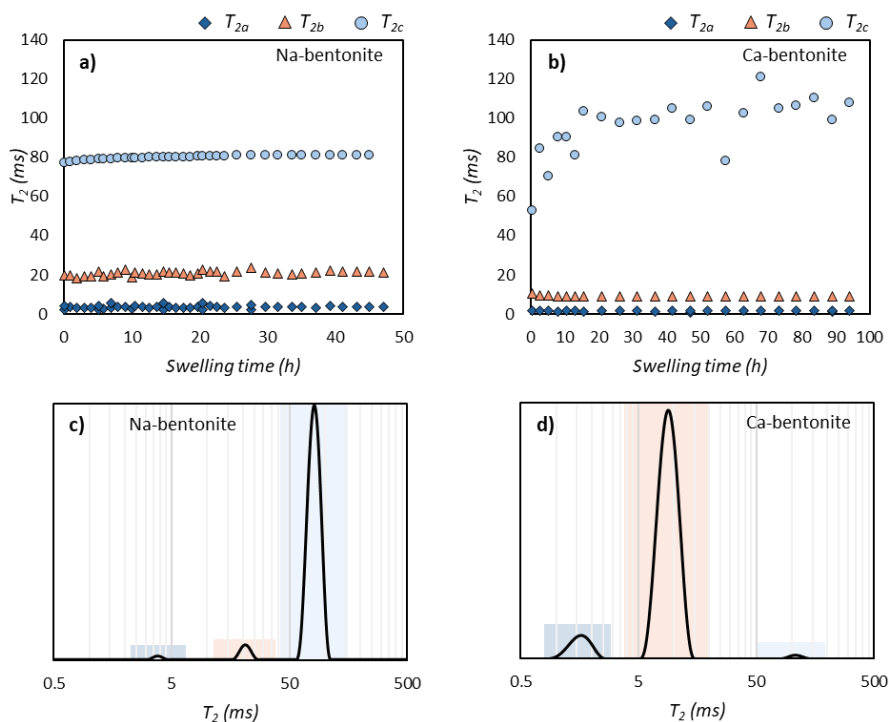 T2a T2b T2c
a) Na-bentonite
140
120
100
80
60
40
20
0
T2 (ms)
0 10 20 30 40 50
Swelling time (h)
T2a T2b T2c
b) Ca-bentonite
140
120
100
80
60
40
20
0
T2 (ms)
0 10 20 30 40 50 60 70 80 90 100
Swelling time (h)
c) Na-bentonite
0.5 5 50 500
T2 (ms)
d) Ca-bentonite
0.5 5 50 500
T2 (ms)